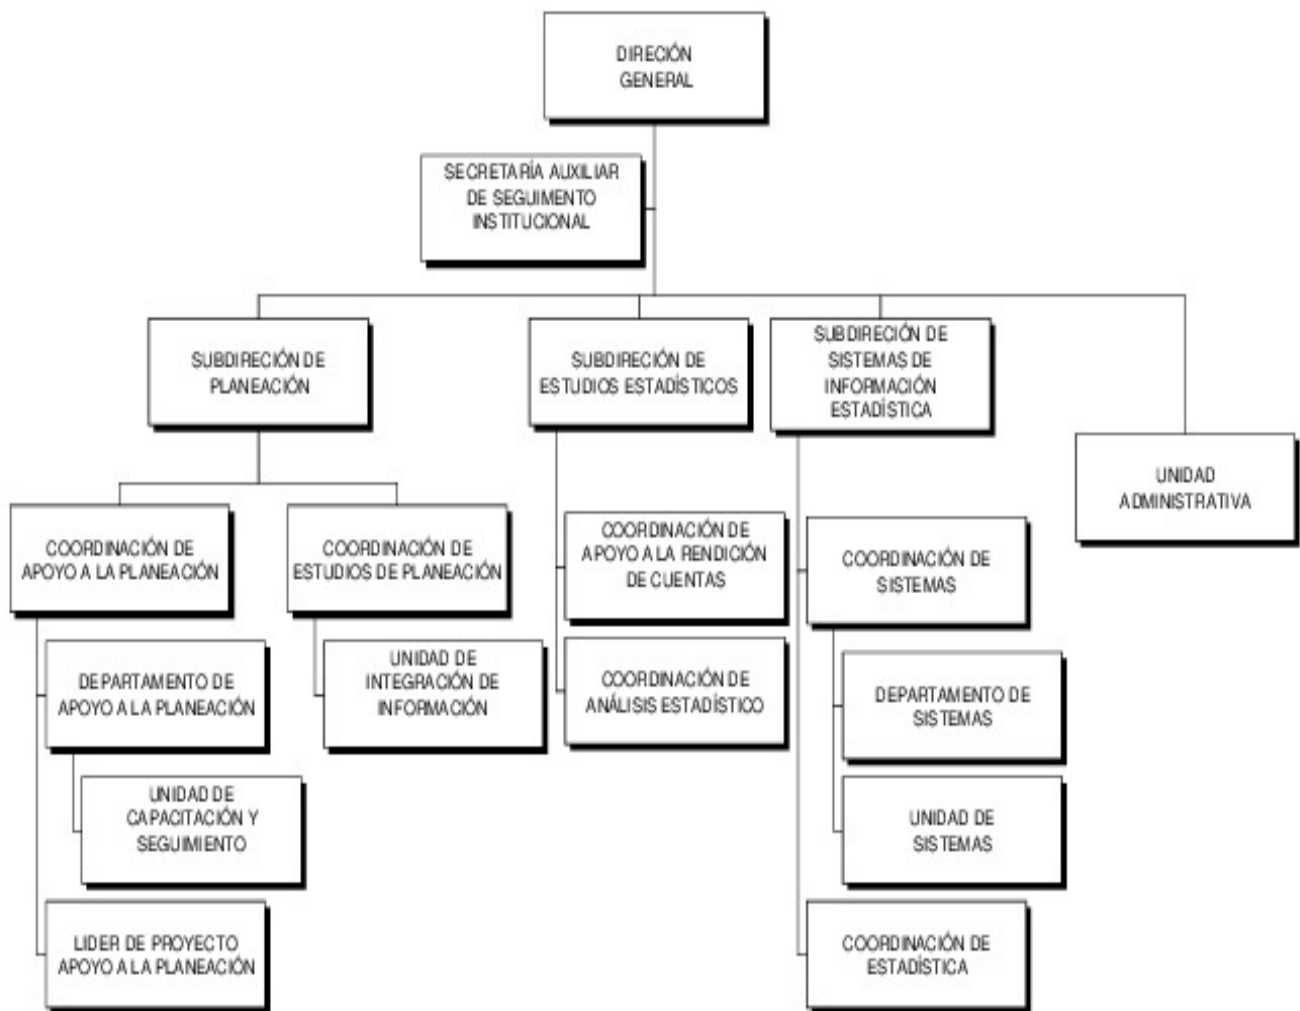 DIRECIÓN
GENERAL
SECRETARÍA AUXILIAR
DE SEGUIMENTO
INSTITUCIONAL
SUBDIRECIÓN DE
PLANEACIÓN
SUBDIRECIÓN DE
ESTUDIOS ESTADÍSTICOS
SUBDIRECIÓN DE
SISTEMAS DE
INFORMACIÓN
ESTADÍSTICA
UNIDAD
ADMINISTRATIVA
COORDINACIÓN DE
APOYO A LA PLANEACIÓN
COORDINACIÓN DE
ESTUDIOS DE PLANEACIÓN
COORDINACIÓN DE
APOYO A LA RENDICIÓN
DE CUENTAS
COORDINACIÓN DE
SISTEMAS
DEPARTAMENTO DE
APOYO A LA PLANEACIÓN
UNIDAD DE
INTEGRACIÓN DE
INFORMACIÓN
COORDINACIÓN DE
ANÁLISIS ESTADÍSTICO
DEPARTAMENTO DE
SISTEMAS
UNIDAD DE
CAPACITACIÓN Y
SEGUIMIENTO
UNIDAD DE
SISTEMAS
LIDER DE PROYECTO
APOYO A LA PLANEACIÓN
COORDINACIÓN DE
ESTADÍSTICA